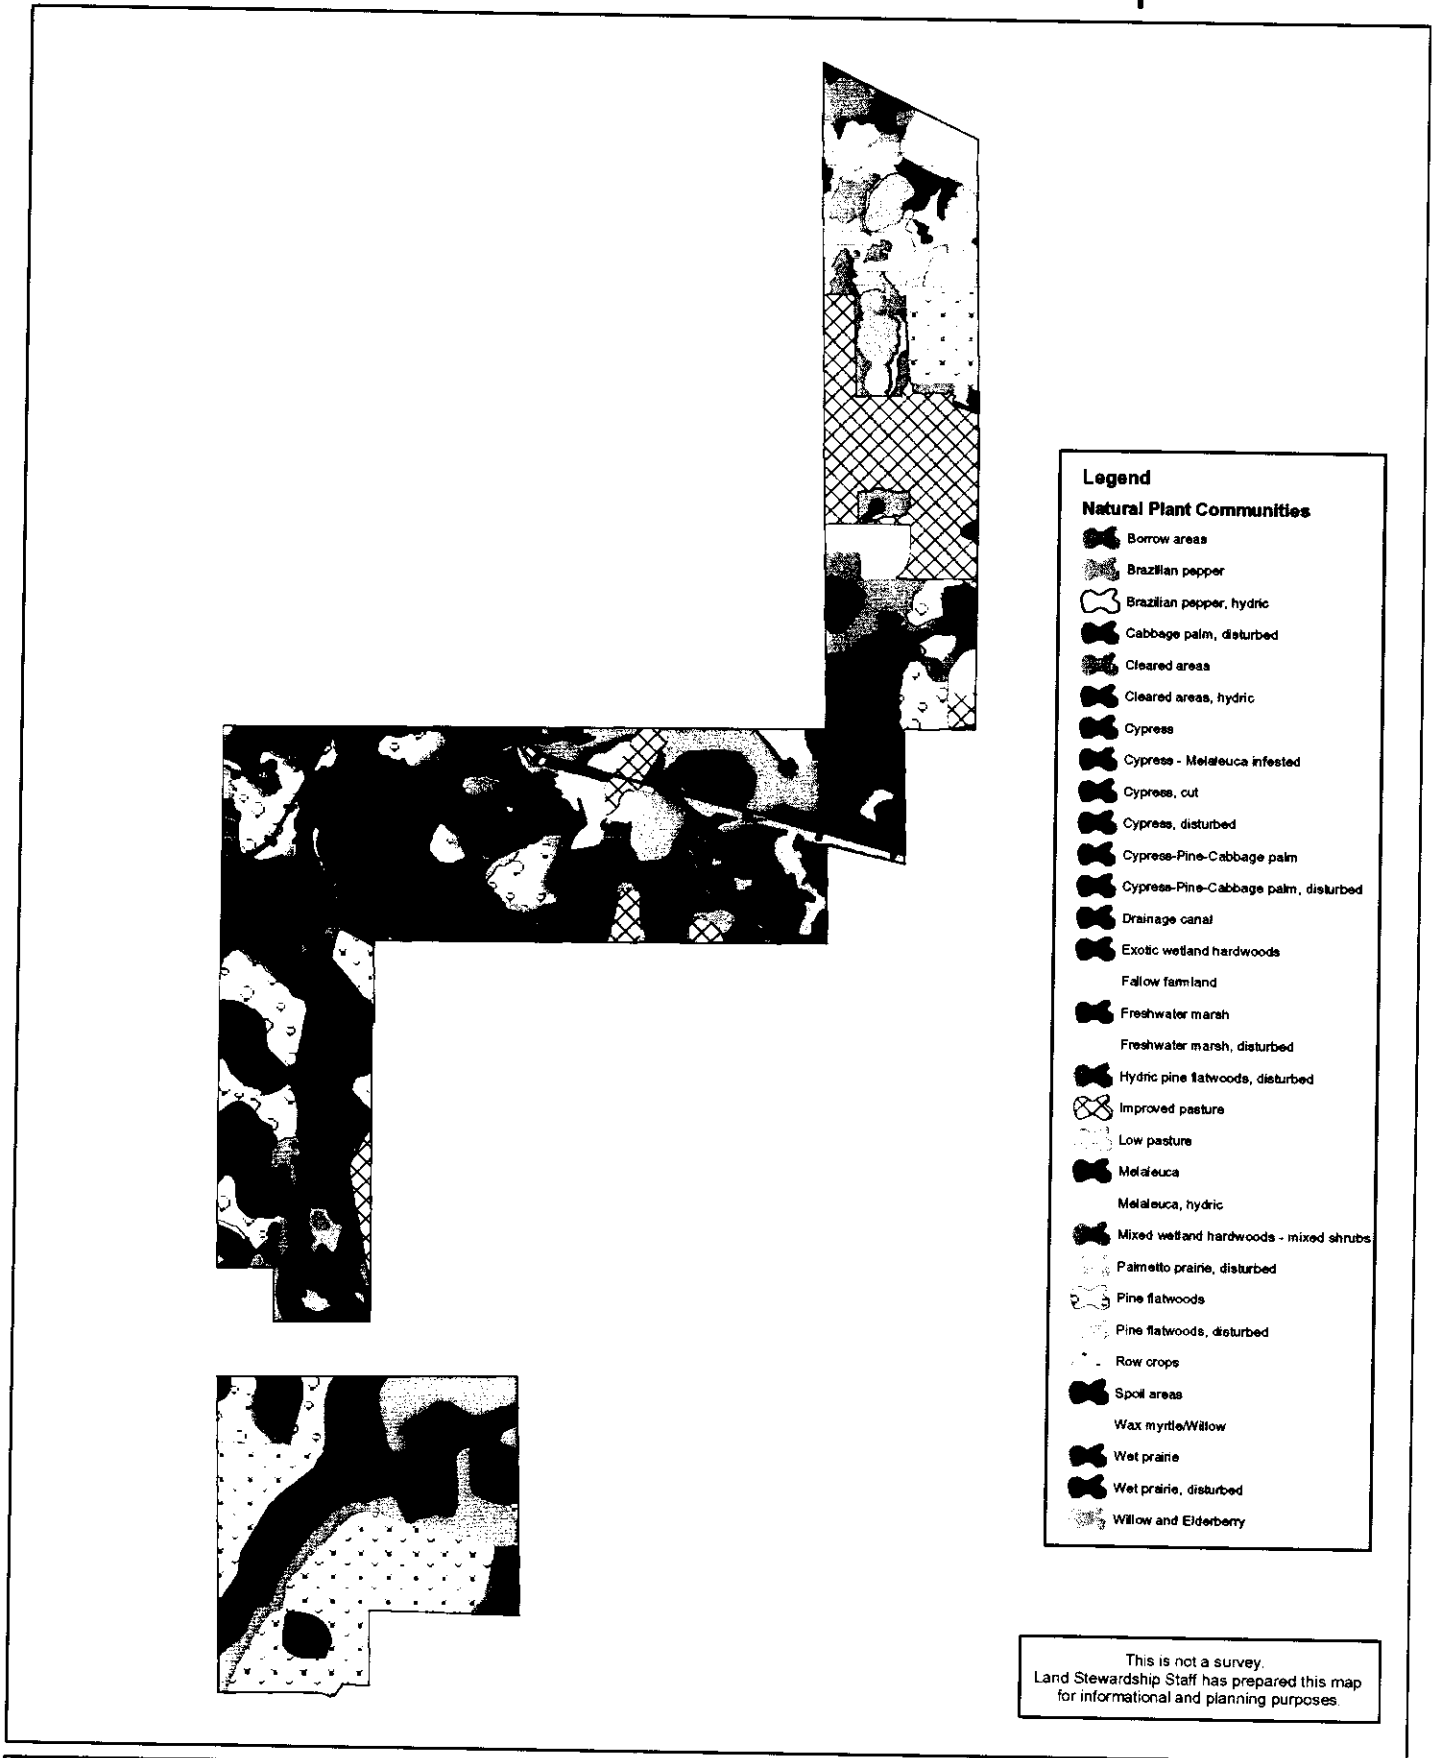 Legend
Natural Plant Communities
Borrow areas
Brazilian pepper
Brazilian pepper, hydric
Cabbage palm, disturbed
Cleared areas
Cleared areas, hydric
Cypress
Cypress - Melaleuca infested
Cypress, cut
Cypress, disturbed
Cypress-Pine-Cabbage palm
Cypress-Pine-Cabbage palm, disturbed
Drainage canal
Exotic wetland hardwoods
Fallow farmland
Freshwater marsh
Freshwater marsh, disturbed
Hydric pine flatwoods, disturbed
Improved pasture
Low pasture
Melaleuca
Melaleuca, hydric
Mixed wetland hardwoods - mixed shrubs
Palmetto prairie, disturbed
Pine flatwoods
Pine flatwoods, disturbed
Row crops
Spoil areas
Wax myrtle/Willow
Wet prairie
Wet prairie, disturbed
Willow and Elderberry
This is not a survey.
Land Stewardship Staff has prepared this map
for informational and planning purposes.